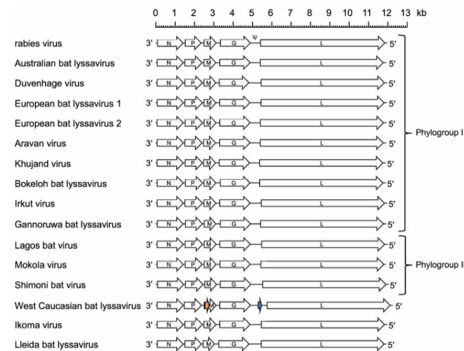 0 1 2 3 4 5 6 7 8 9 10 11 12 13 kb
Ψ
rabies virus 3' N P M G L 5'
Australian bat lyssavirus 3' N P M G L 5'
Duvenhage virus 3' N P M G L 5'
European bat lyssavirus 1 3' N P M G L 5'
European bat lyssavirus 2 3' N P M G L 5'
Aravan virus 3' N P M G L 5'
Phylogroup I
Khujand virus 3' N P M G L 5'
Bokeloh bat lyssavirus 3' N P M G L 5'
Irkut virus 3' N P M G L 5'
Gannoruwa bat lyssavirus 3' N P M G L 5'
Lagos bat virus 3' N P M G L 5'
Mokola virus 3' N P M G L 5'
Phylogroup II
Shimoni bat virus 3' N P M G L 5'
West Caucasian bat lyssavirus 3' N P M G L 5'
Ikoma virus 3' N P M G L 5'
Lleida bat lyssavirus 3' N P M G L 5'